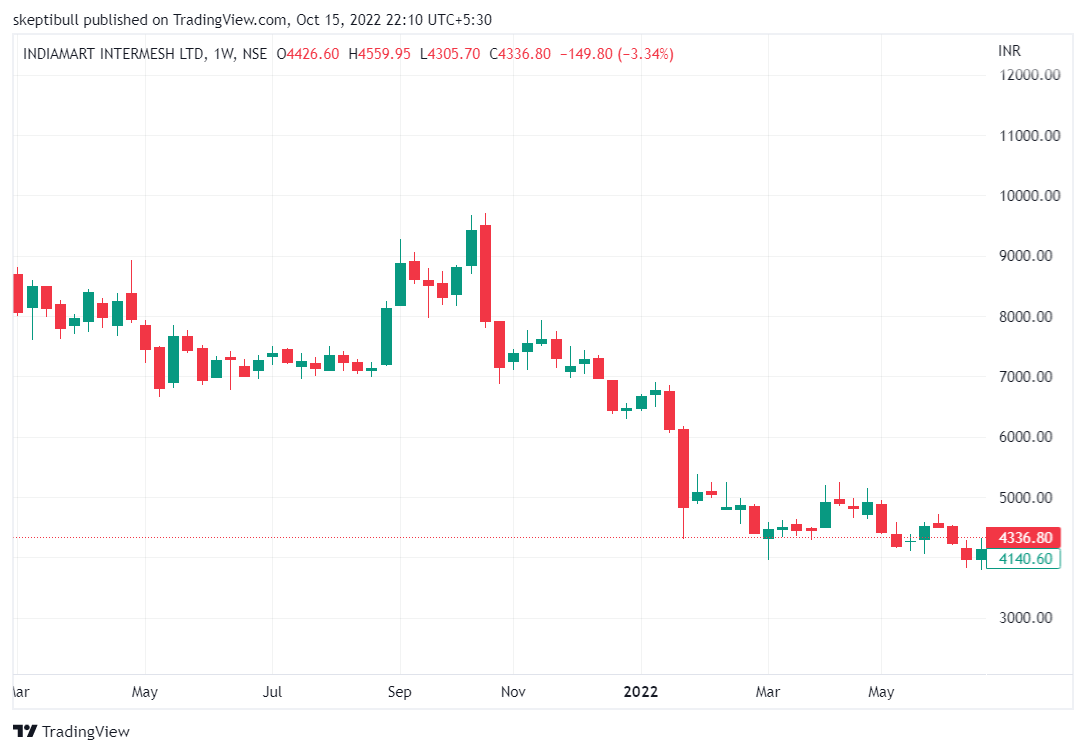 skeptibull published on TradingView.com, Oct 15, 2022 22:10 UTC+5:30
INDIAMART INTERMESH LTD, 1W, NSE O4426.60 H4559.95 L4305.70 C4336.80 −149.80 (−3.34%)
INR
12000.00
11000.00
10000.00
9000.00
8000.00
7000.00
6000.00
5000.00
4336.80
4140.60
3000.00
ar May Jul Sep Nov 2022 Mar May
TradingView